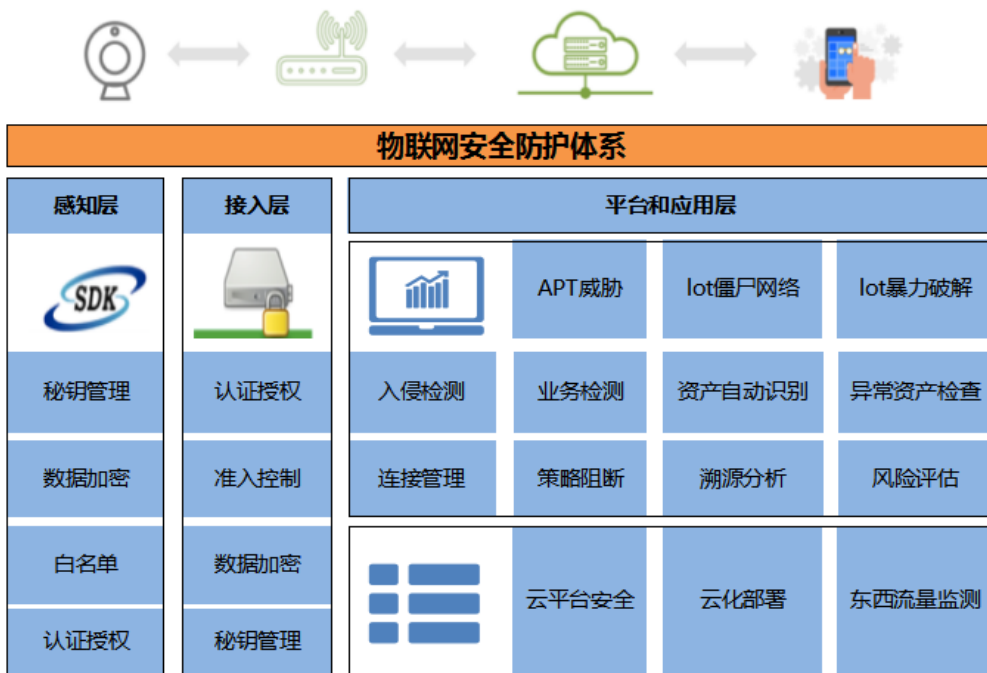 物联网安全防护体系
感知层
接入层
平台和应用层
SDK
APT威胁
lot僵尸网络
lot暴力破解
秘钥管理
认证授权
入侵检测
业务检测
资产自动识别
异常资产检查
数据加密
准入控制
连接管理
策略阻断
溯源分析
风险评估
白名单
数据加密
云平台安全
云化部署
东西流量监测
认证授权
秘钥管理